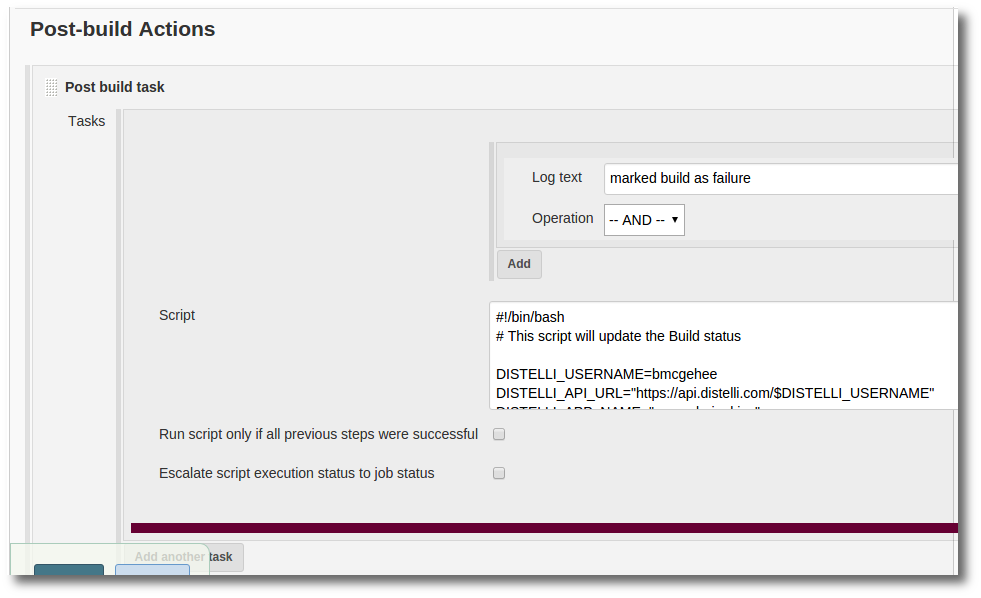 Post-build Actions
Post build task
Tasks
Log text
marked build as failure
Operation
-- AND --
Add
Script
#!/bin/bash
# This script will update the Build status
DISTELLI_USERNAME=bmcgehee
DISTELLI_API_URL="https://api.distelli.com/$DISTELLI_USERNAME"
Run script only if all previous steps were successful
Escalate script execution status to job status
Add another task